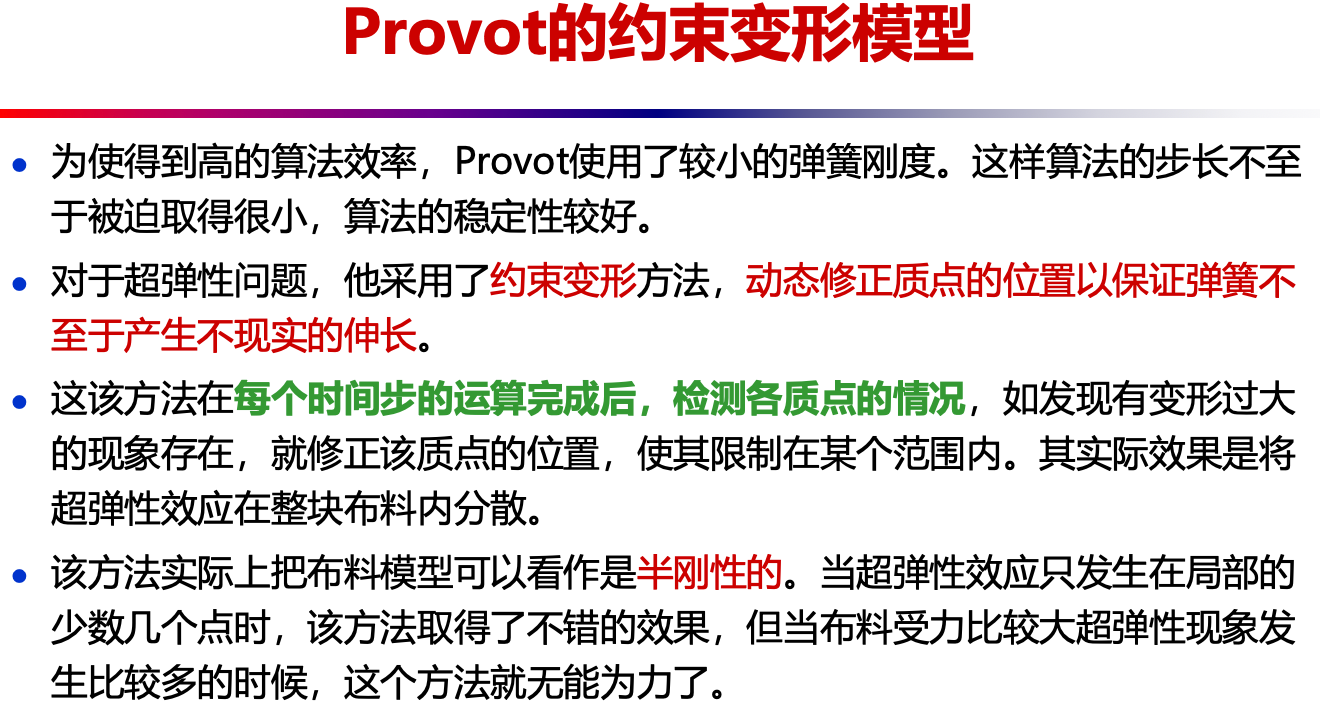 Provot的约束变形模型
• 为使得到高的算法效率，Provot使用了较小的弹簧刚度。这样算法的步长不至
于被迫取得很小，算法的稳定性较好。
• 对于超弹性问题，他采用了约束变形方法，动态修正质点的位置以保证弹簧不
至于产生不现实的伸长。
• 这该方法在每个时间步的运算完成后，检测各质点的情况，如发现有变形过大
的现象存在，就修正该质点的位置，使其限制在某个范围内。其实际效果是将
超弹性效应在整块布料内分散。
• 该方法实际上把布料模型可以看作是半刚性的。当超弹性效应只发生在局部的
少数几个点时，该方法取得了不错的效果，但当布料受力比较大超弹性现象发
生比较多的时候，这个方法就无能为力了。